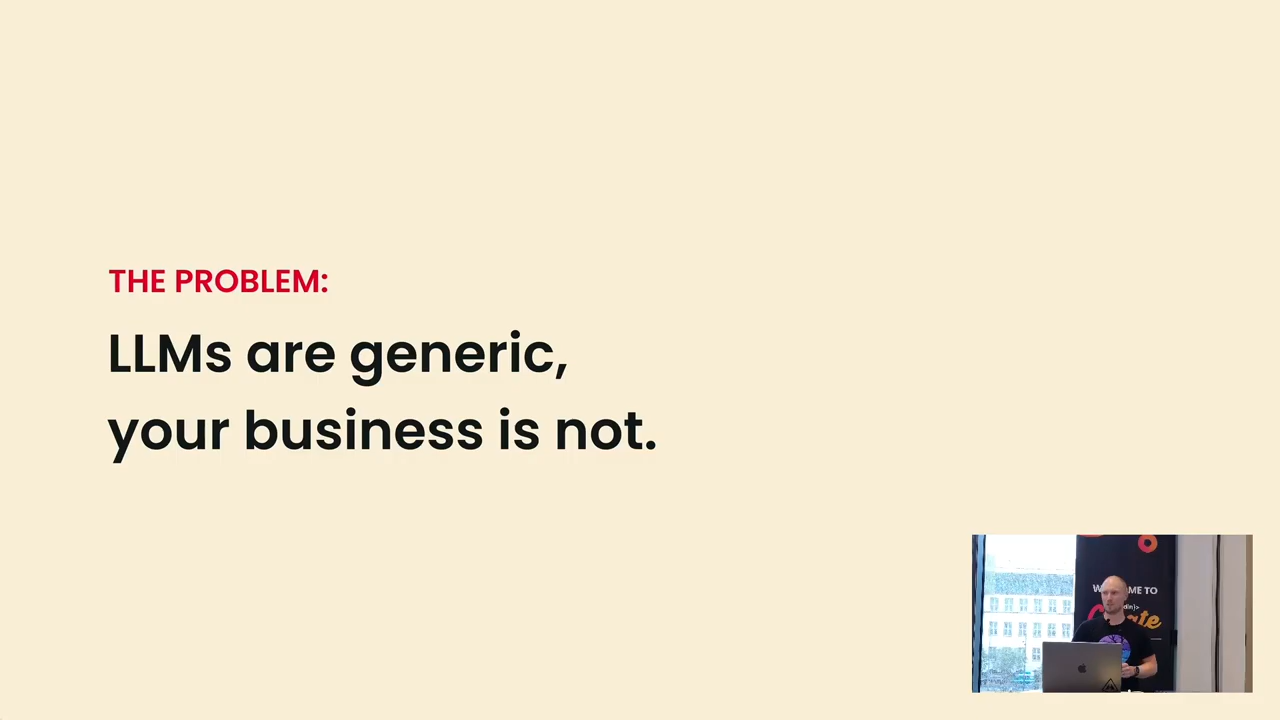 THE PROBLEM:
LLMs are generic,
your business is not.